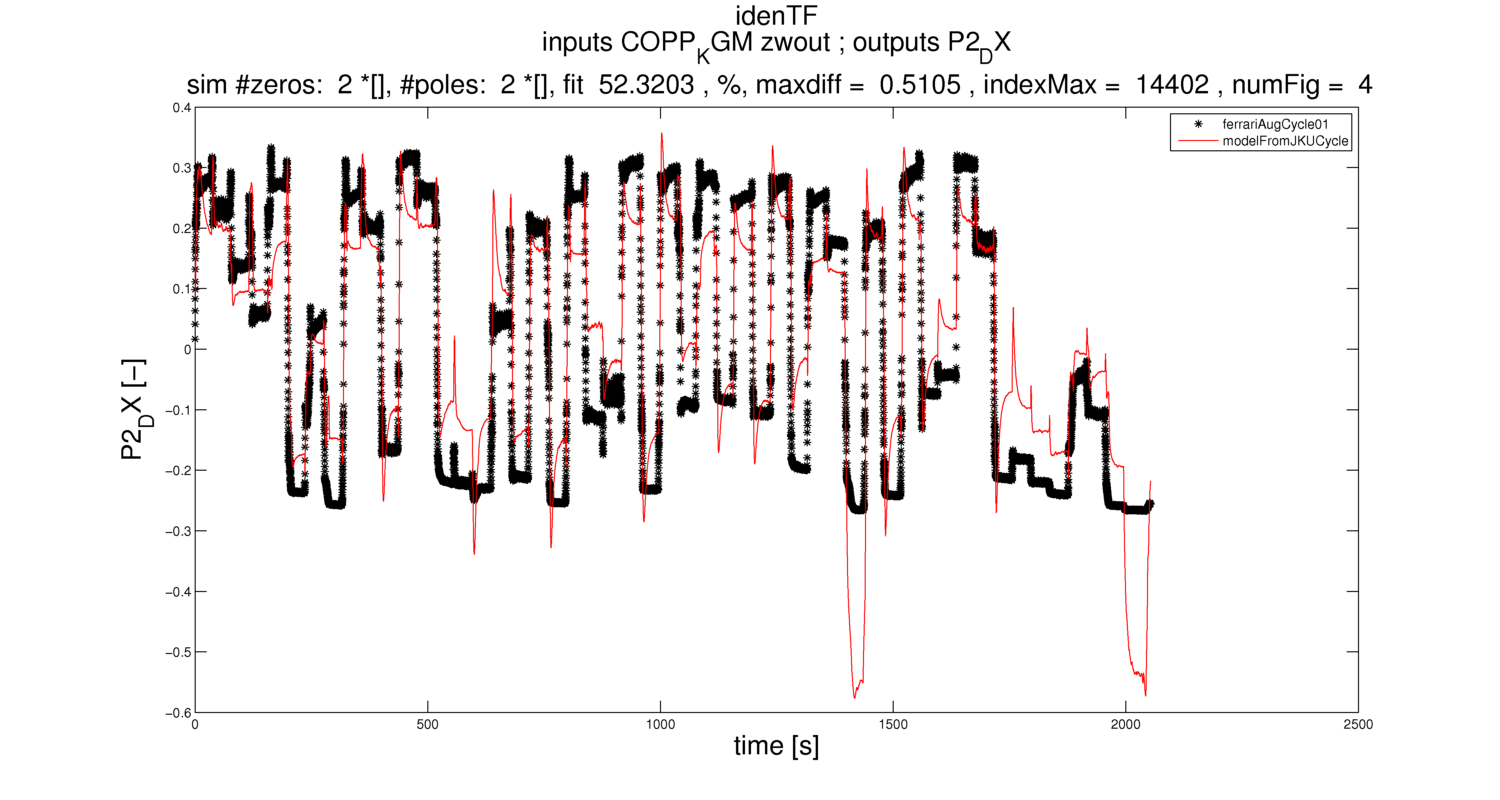 idenTF
inputs COPP_KGM zwout ; outputs P2_DX
sim #zeros:  2 *[], #poles:  2 *[], fit  52.3203 , %, maxdiff =  0.5105 , indexMax =  14402 , numFig =  4
ferrariAugCycle01
modelFromJKUCycle
0.4
0.3
0.2
0.1
0
−0.1
−0.2
−0.3
−0.4
−0.5
−0.6
P2_DX [−]
0 500 1000 1500 2000 2500
time [s]